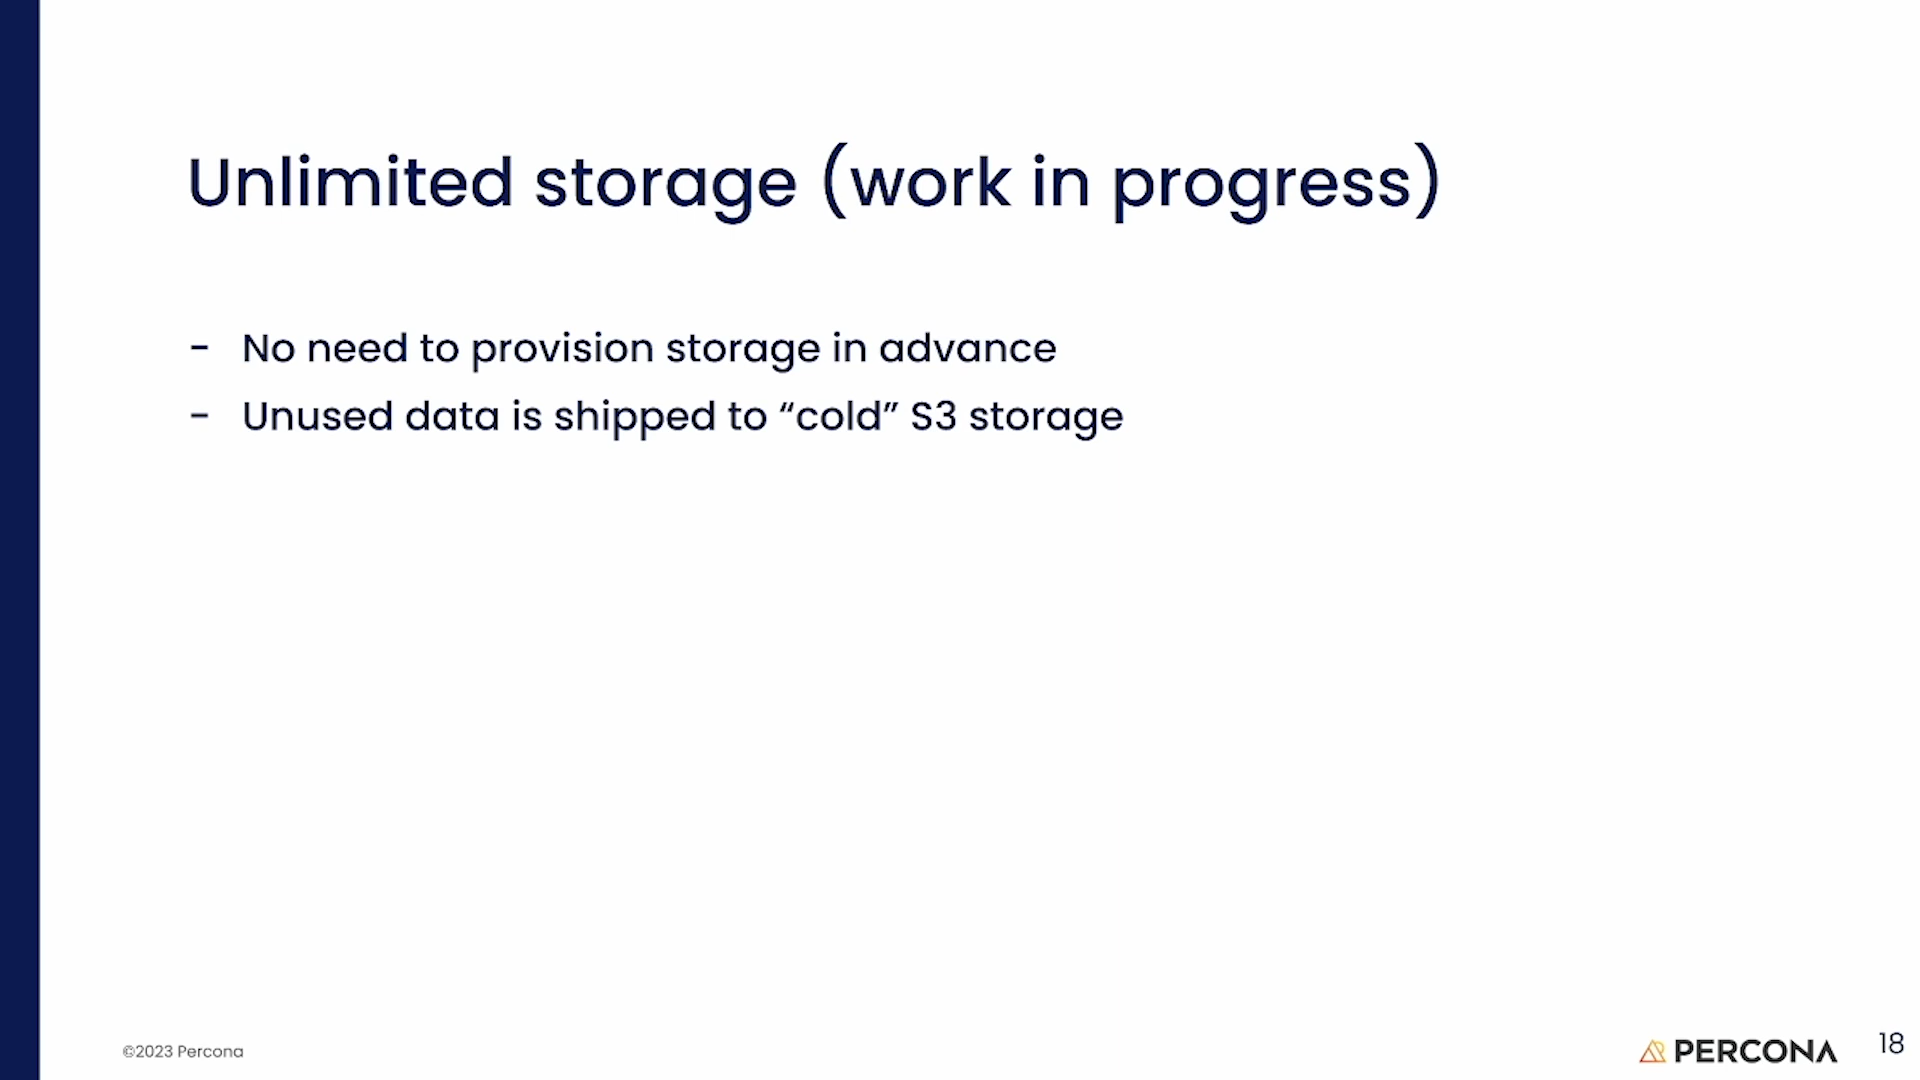 Unlimited storage (work in progress)
- No need to provision storage in advance
- Unused data is shipped to “cold” S3 storage
©2023 Percona
PERCONA
18